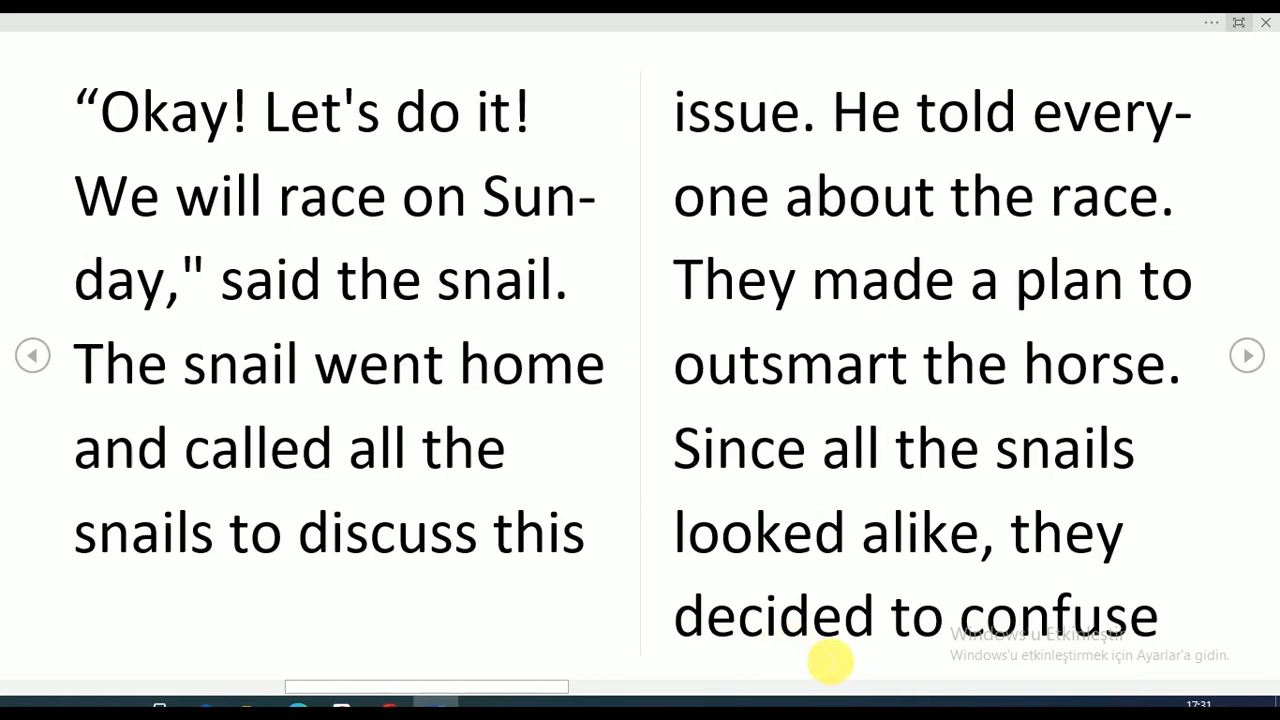 “Okay! Let's do it!
We will race on Sun-
day," said the snail.
The snail went home
and called all the
snails to discuss this
issue. He told every-
one about the race.
They made a plan to
outsmart the horse.
Since all the snails
looked alike, they
decided to confuse
Windows'u Etkinleştir
Windows'u etkinleştirmek için Ayarlar'a gidin.
17:31